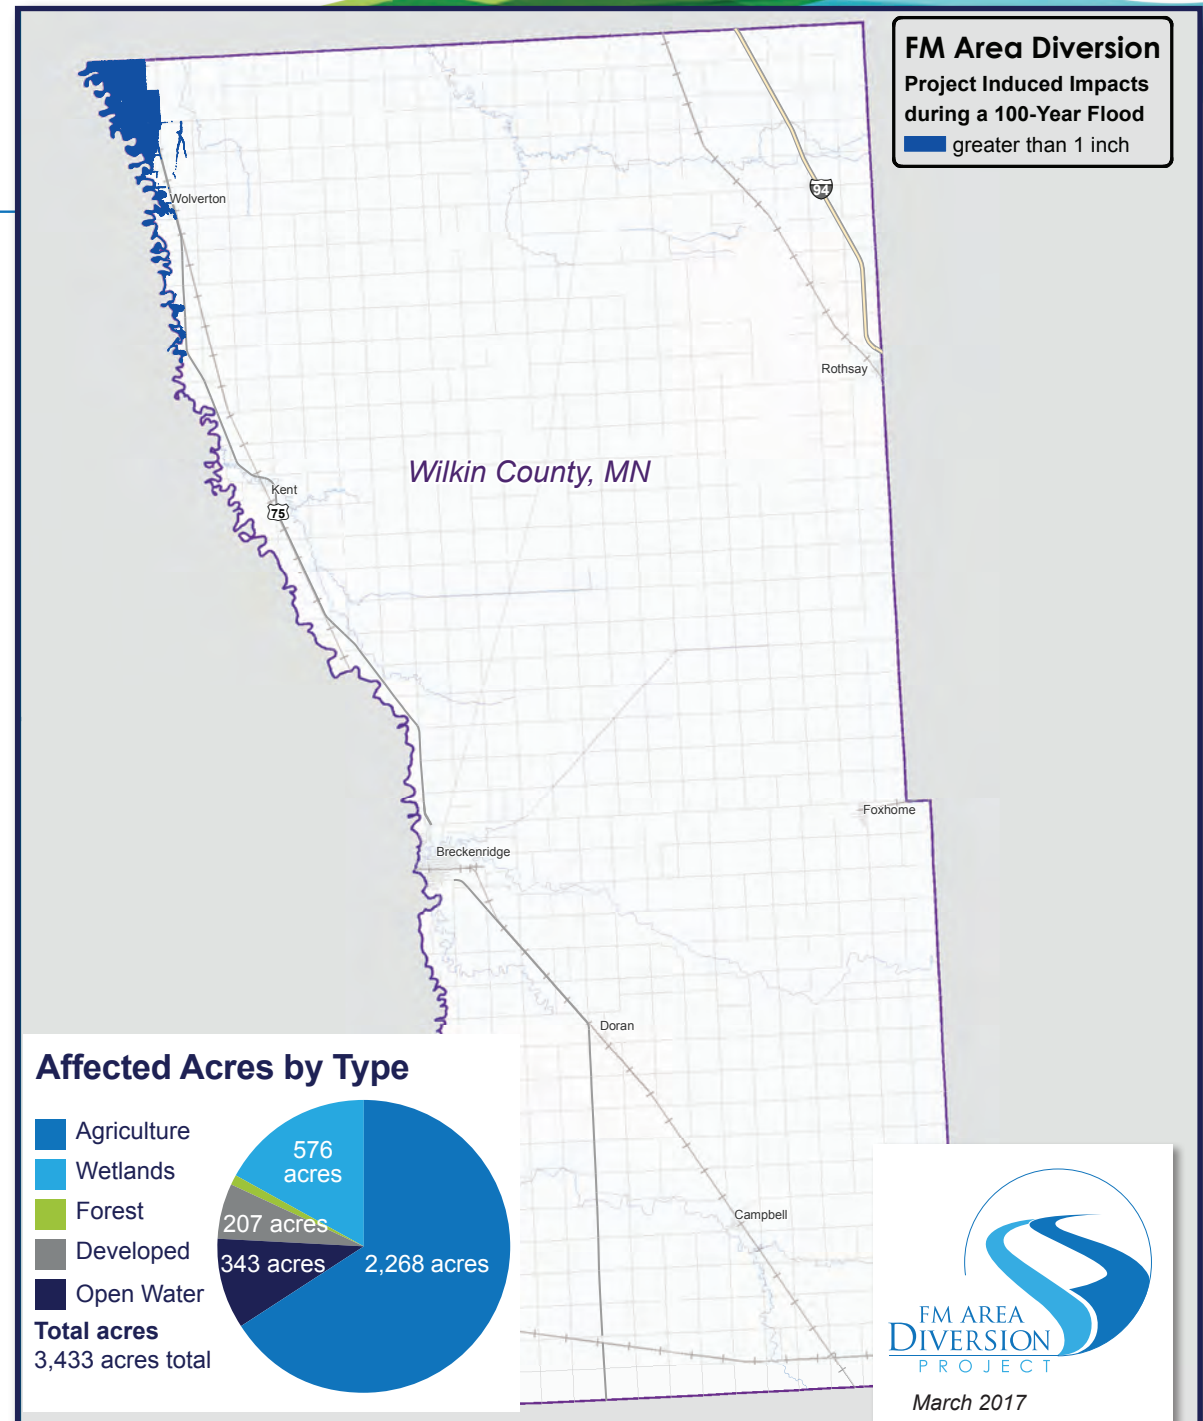 FM Area Diversion
Project Induced Impacts
during a 100-Year Flood
greater than 1 inch
94
Wolverton
Rothsay
Wilkin County, MN
Kent
75
Foxhome
Breckenridge
Doran
Campbell
Affected Acres by Type
Agriculture
Wetlands
Forest
Developed
Open Water
Total acres
3,433 acres total
576
acres
207 acres
343 acres
2,268 acres
FM AREA
DIVERSION
PROJECT
March 2017